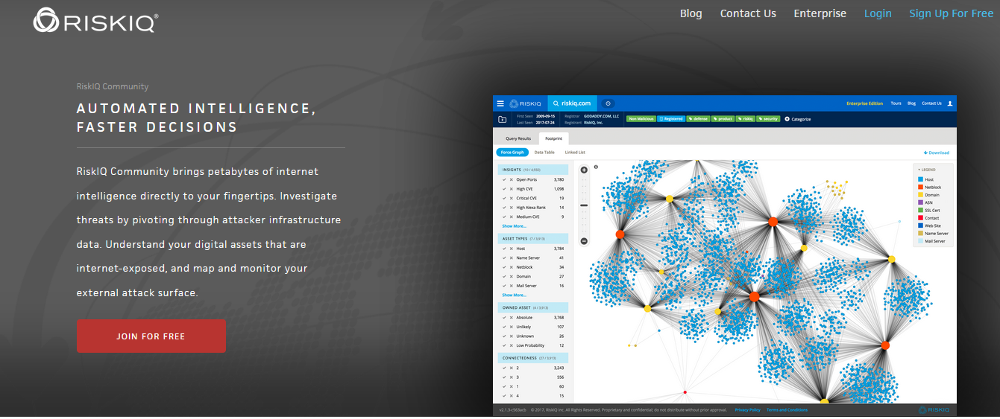 RISKIQ®
Blog Contact Us Enterprise Login Sign Up For Free
RiskIQ Community
AUTOMATED INTELLIGENCE,
FASTER DECISIONS
RiskIQ Community brings petabytes of internet
intelligence directly to your fingertips. Investigate
threats by pivoting through attacker infrastructure
data. Understand your digital assets that are
internet-exposed, and map and monitor your
external attack surface.
JOIN FOR FREE
RISKIQ riskiq.com Enterprise Edition Tours Blog Contact Us
First Seen 2009-09-15 Registrar GODADDY.COM, LLC
Last Seen 2017-07-24 Registrant RiskIQ, Inc.
Non Malicious Registered defense product riskiq security Categorize
Query Results Footprint
Force Graph Data Table Linked List Download
INSIGHTS (10 / 4,992)
Open Ports 3,780
High CVE 1,098
Critical CVE 19
High Alexa Rank 14
Medium CVE 9
Show More...
ASSET TYPES (7 / 3,913)
Host 3,784
Name Server 41
Netblock 34
Domain 27
Mail Server 16
Show More...
OWNED ASSET (4 / 3,913)
Absolute 3,768
Unlikely 107
Unknown 26
Low Probability 12
CONNECTEDNESS (27 / 3,913)
2 3,243
3 556
1 60
4 15
LEGEND
Host
Netblock
Domain
ASN
SSL Cert
Contact
Web Site
Name Server
Mail Server
v2.1.3-c563acb © 2017, RiskIQ Inc. All Rights Reserved. Proprietary and confidential; do not distribute without prior approval. Privacy Policy Terms and Conditions RISKIQ